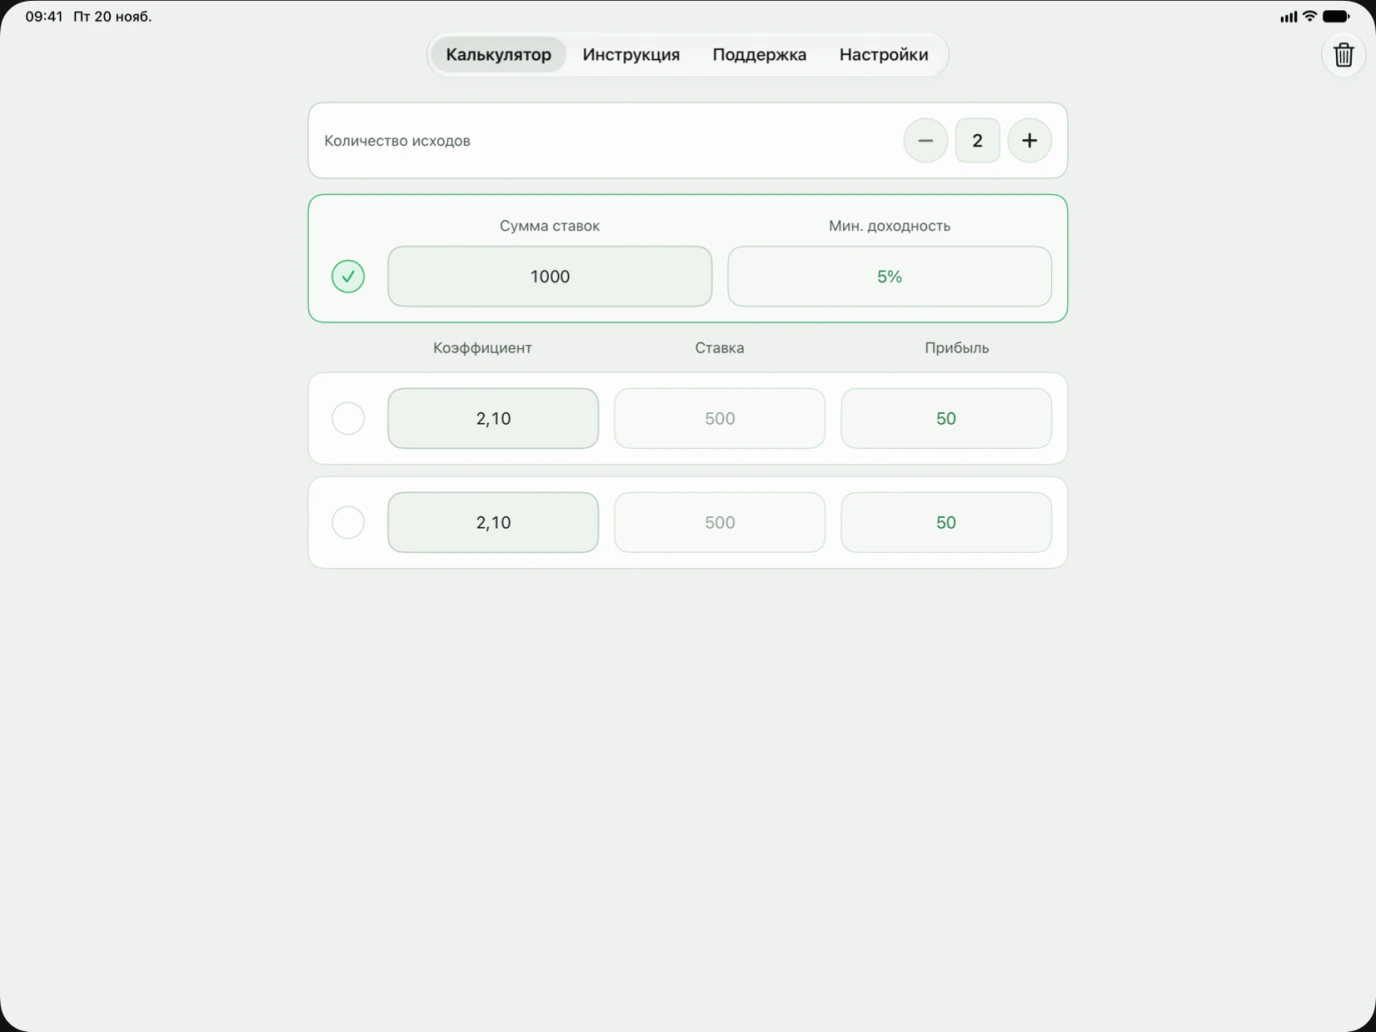 09:41 Пт 20 нояб.
Калькулятор Инструкция Поддержка Настройки
Количество исходов − 2 +
Сумма ставок Мин. доходность
1000 5%
Коэффициент Ставка Прибыль
2,10 500 50
2,10 500 50